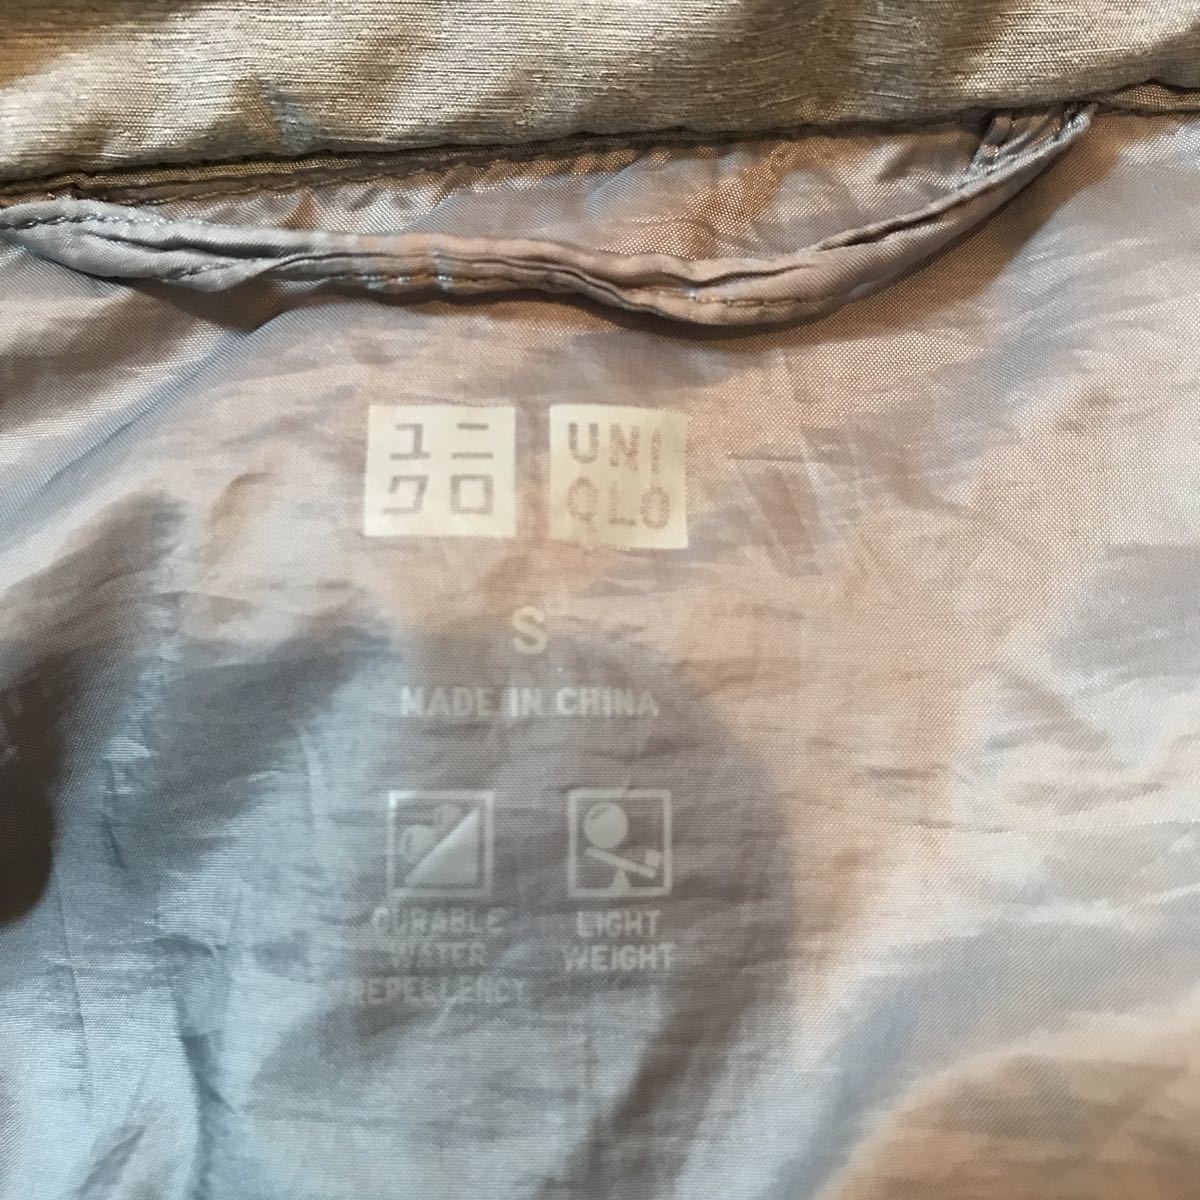 ユニ
クロ
UNI
QLO
S
MADE IN CHINA
DURABLE
WATER
REPELLENCY
LIGHT
WEIGHT